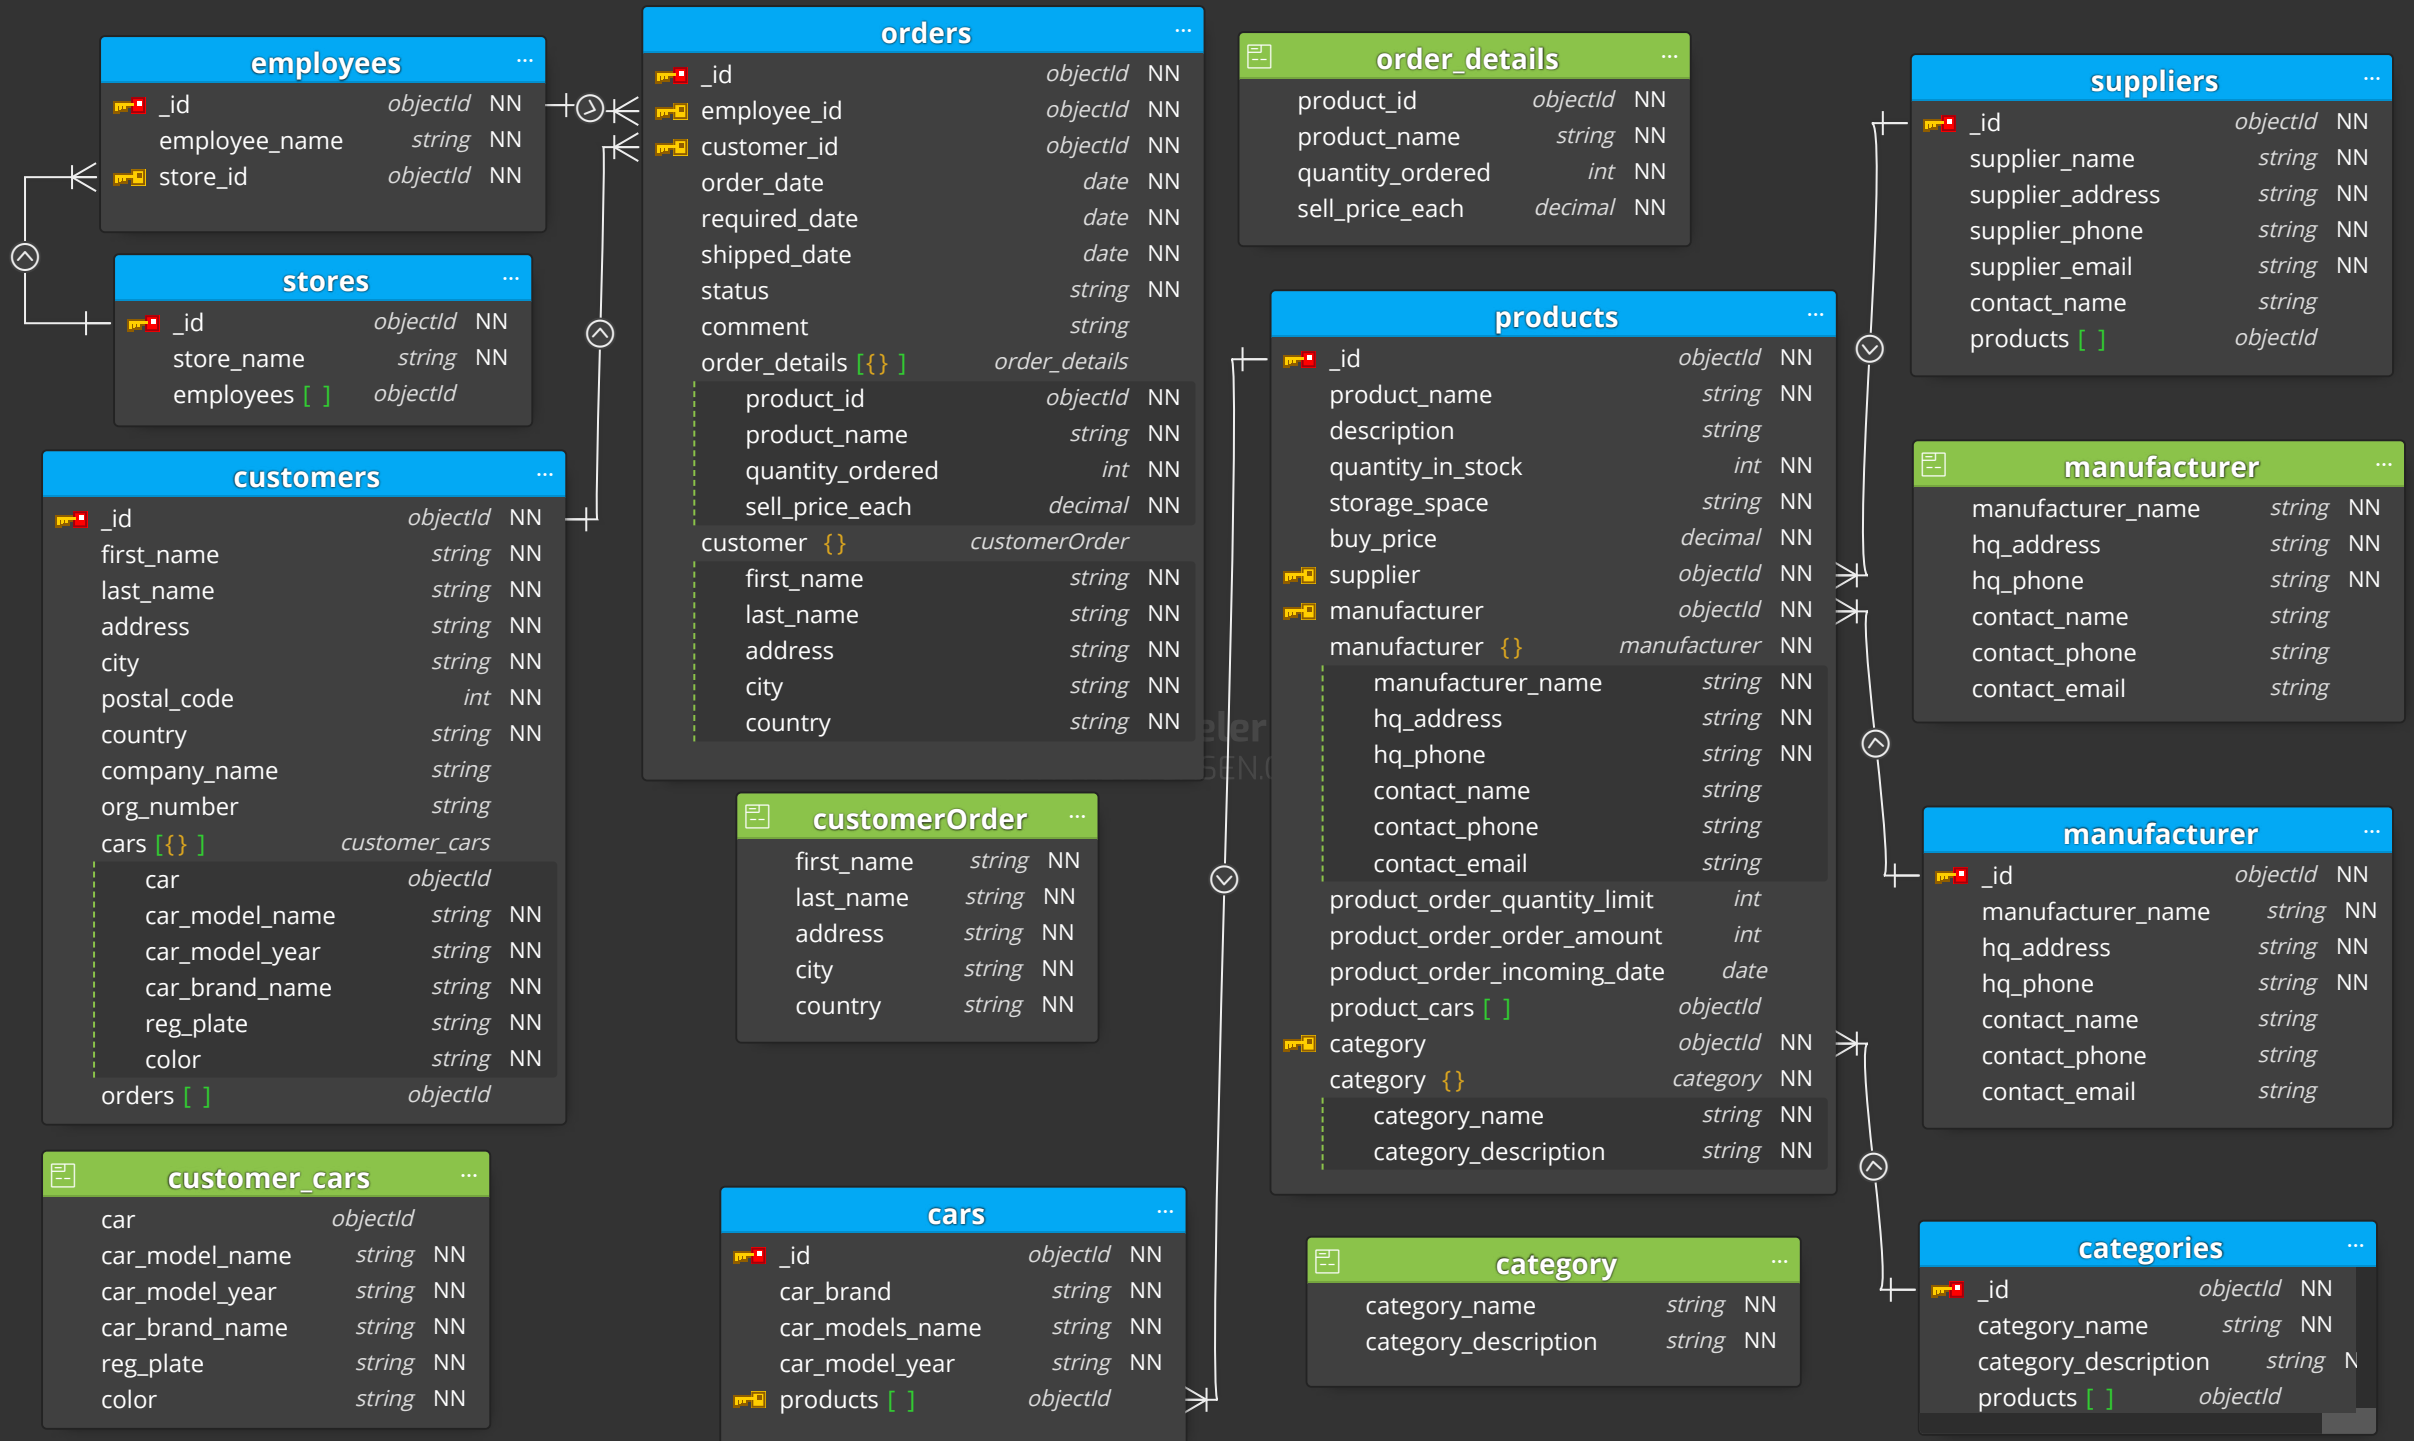 employees ...
_id objectId NN
employee_name string NN
store_id objectId NN
stores ...
_id objectId NN
store_name string NN
employees [ ] objectId
customers ...
_id objectId NN
first_name string NN
last_name string NN
address string NN
city string NN
postal_code int NN
country string NN
company_name string
org_number string
cars [{} ] customer_cars
car objectId
car_model_name string NN
car_model_year string NN
car_brand_name string NN
reg_plate string NN
color string NN
orders [ ] objectId
customer_cars ...
car objectId
car_model_name string NN
car_model_year string NN
car_brand_name string NN
reg_plate string NN
color string NN
orders ...
_id objectId NN
employee_id objectId NN
customer_id objectId NN
order_date date NN
required_date date NN
shipped_date date NN
status string NN
comment string
order_details [{} ] order_details
product_id objectId NN
product_name string NN
quantity_ordered int NN
sell_price_each decimal NN
customer {} customerOrder
first_name string NN
last_name string NN
address string NN
city string NN
country string NN
customerOrder ...
first_name string NN
last_name string NN
address string NN
city string NN
country string NN
cars ...
_id objectId NN
car_brand string NN
car_models_name string NN
car_model_year string NN
products [ ] objectId
order_details ...
product_id objectId NN
product_name string NN
quantity_ordered int NN
sell_price_each decimal NN
products ...
_id objectId NN
product_name string NN
description string
quantity_in_stock int NN
storage_space string NN
buy_price decimal NN
supplier objectId NN
manufacturer objectId NN
manufacturer {} manufacturer NN
manufacturer_name string NN
hq_address string NN
hq_phone string NN
contact_name string
contact_phone string
contact_email string
product_order_quantity_limit int
product_order_order_amount int
product_order_incoming_date date
product_cars [ ] objectId
category objectId NN
category {} category NN
category_name string NN
category_description string NN
category ...
category_name string NN
category_description string NN
suppliers ...
_id objectId NN
supplier_name string NN
supplier_address string NN
supplier_phone string NN
supplier_email string NN
contact_name string
products [ ] objectId
manufacturer ...
manufacturer_name string NN
hq_address string NN
hq_phone string NN
contact_name string
contact_phone string
contact_email string
manufacturer ...
_id objectId NN
manufacturer_name string NN
hq_address string NN
hq_phone string NN
contact_name string
contact_phone string
contact_email string
categories ...
_id objectId NN
category_name string NN
category_description string N
products [ ] objectId